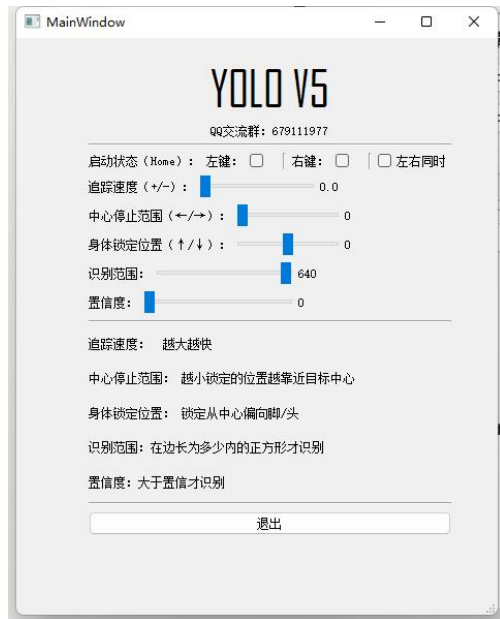 MainWindow
YOLO V5
QQ交流群：679111977
启动状态（Home）： 左键： 右键： 左右同时
追踪速度（+/-）： 0.0
中心停止范围（←/→）： 0
身体锁定位置（↑/↓）： 0
识别范围： 640
置信度： 0
追踪速度： 越大越快
中心停止范围： 越小锁定的位置越靠近目标中心
身体锁定位置： 锁定从中心偏向脚/头
识别范围：在边长为多少内的正方形才识别
置信度：大于置信才识别
退出